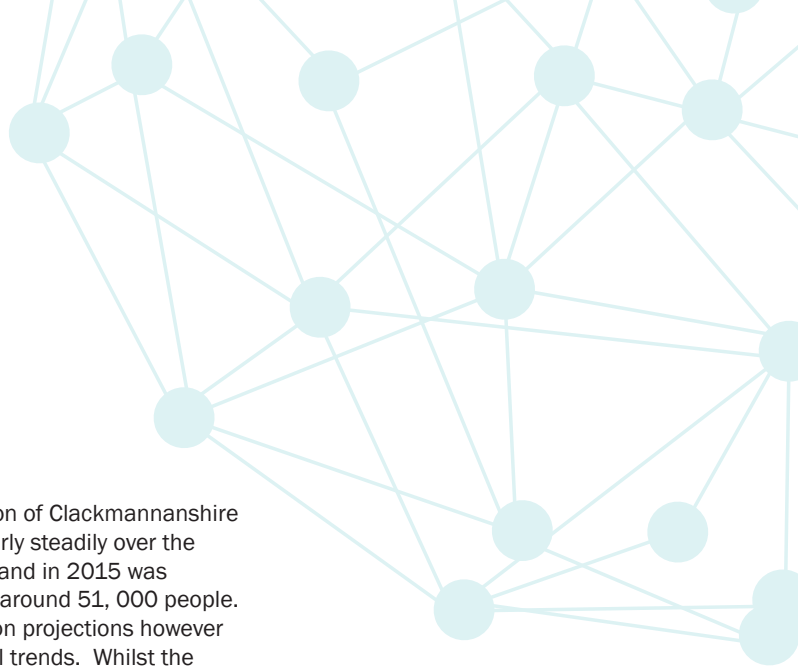 on of Clackmannanshire
rly steadily over the
and in 2015 was
around 51, 000 people.
on projections however
l trends.  Whilst the